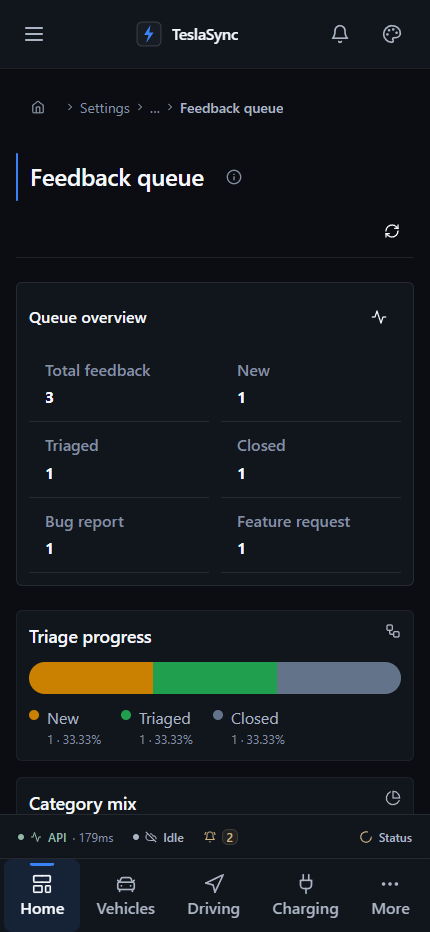 TeslaSync
Settings ... Feedback queue
Feedback queue
Queue overview
Total feedback New
3 1
Triaged Closed
1 1
Bug report Feature request
1 1
Triage progress
New Triaged Closed
1 · 33.33% 1 · 33.33% 1 · 33.33%
Category mix
API · 179ms Idle 2 Status
Home Vehicles Driving Charging More